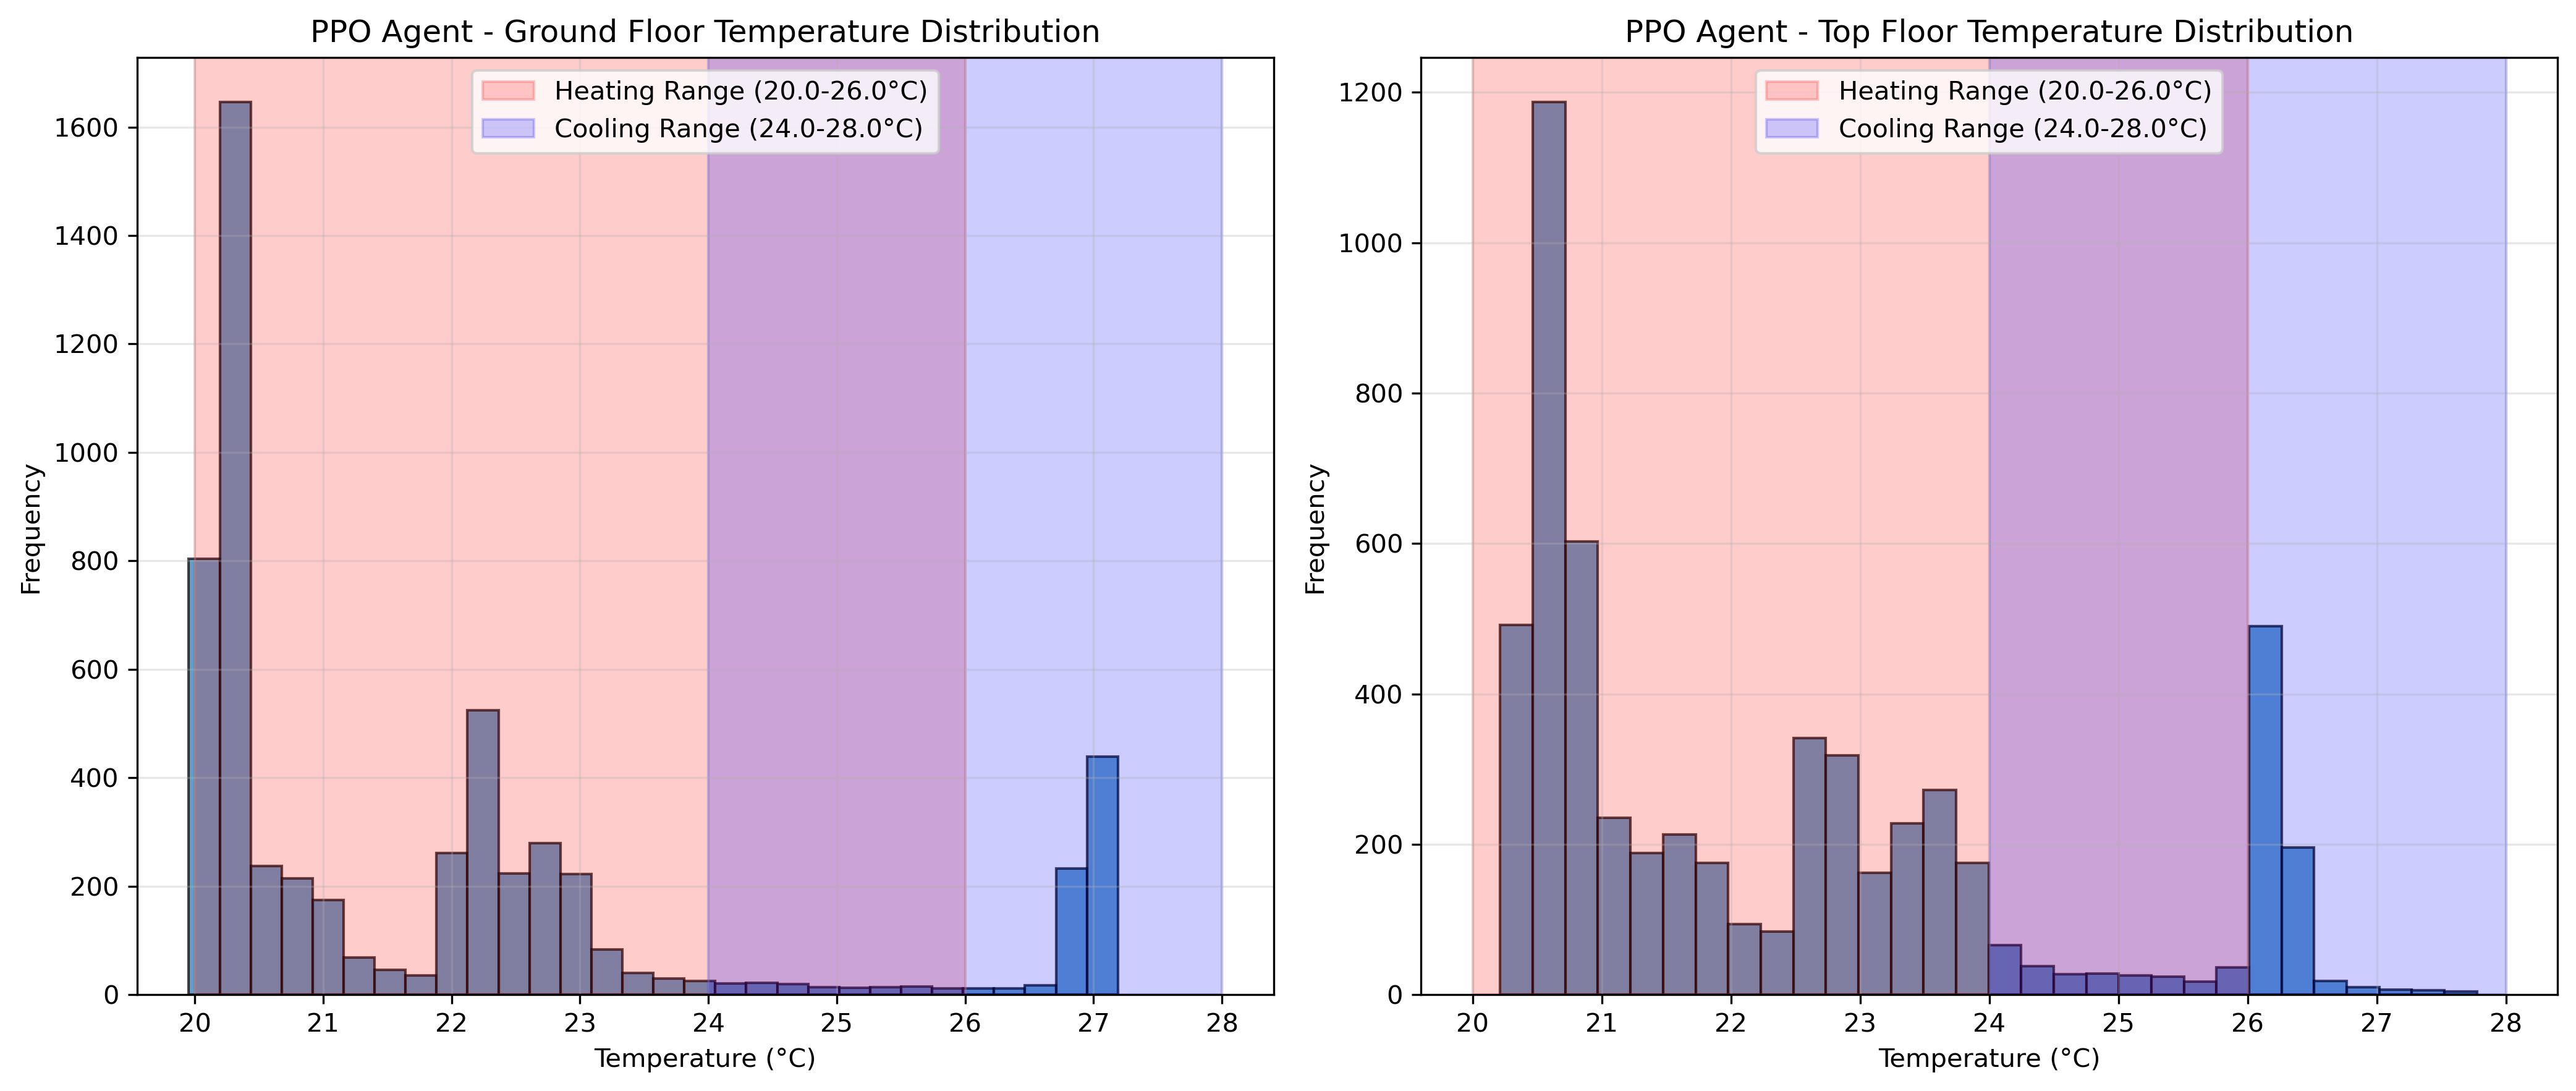 PPO Agent - Ground Floor Temperature Distribution
Heating Range (20.0-26.0°C)
Cooling Range (24.0-28.0°C)
1600
1400
1200
1000
800
600
400
200
0
Frequency
20 21 22 23 24 25 26 27 28
Temperature (°C)
PPO Agent - Top Floor Temperature Distribution
Heating Range (20.0-26.0°C)
Cooling Range (24.0-28.0°C)
1200
1000
800
600
400
200
0
Frequency
20 21 22 23 24 25 26 27 28
Temperature (°C)